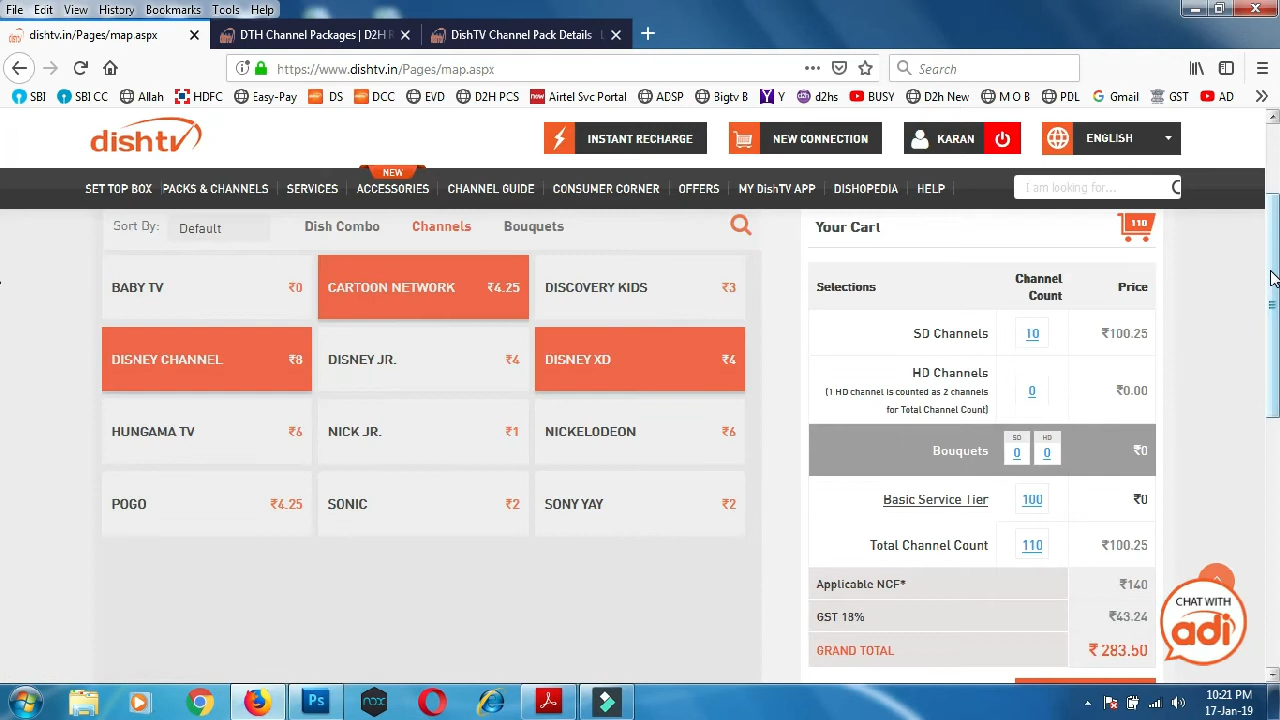 File Edit View History Bookmarks Tools Help
dishtv.in/Pages/map.aspx
DTH Channel Packages | D2H R
DishTV Channel Pack Details
https://www.dishtv.in/Pages/map.aspx
Search
SBI SBI CC Allah HDFC Easy-Pay DS DCC EVD D2H PCS Airtel Svc Portal ADSP Bigtv B Y d2hs BUSY D2h New M O B PDL Gmail GST AD
dishtv
INSTANT RECHARGE
NEW CONNECTION
KARAN
ENGLISH
NEW
SET TOP BOX PACKS & CHANNELS SERVICES ACCESSORIES CHANNEL GUIDE CONSUMER CORNER OFFERS MY DishTV APP DISHOPEDIA HELP
I am looking for...
Sort By: Default Dish Combo Channels Bouquets
BABY TV ₹0 CARTOON NETWORK ₹4.25 DISCOVERY KIDS ₹3
DISNEY CHANNEL ₹8 DISNEY JR. ₹4 DISNEY XD ₹4
HUNGAMA TV ₹6 NICK JR. ₹1 NICKELODEON ₹6
POGO ₹4.25 SONIC ₹2 SONY YAY ₹2
Your Cart 110
Selections Channel Count Price
SD Channels 10 ₹100.25
HD Channels
(1 HD channel is counted as 2 channels
for Total Channel Count)
0 ₹0.00
SD HD
Bouquets 0 0 ₹0
Basic Service Tier 100 ₹0
Total Channel Count 110 ₹100.25
Applicable NCF* ₹140
GST 18% ₹43.24
GRAND TOTAL ₹ 283.50
CHAT WITH
adi
Ps
nox
10:21 PM
17-Jan-19